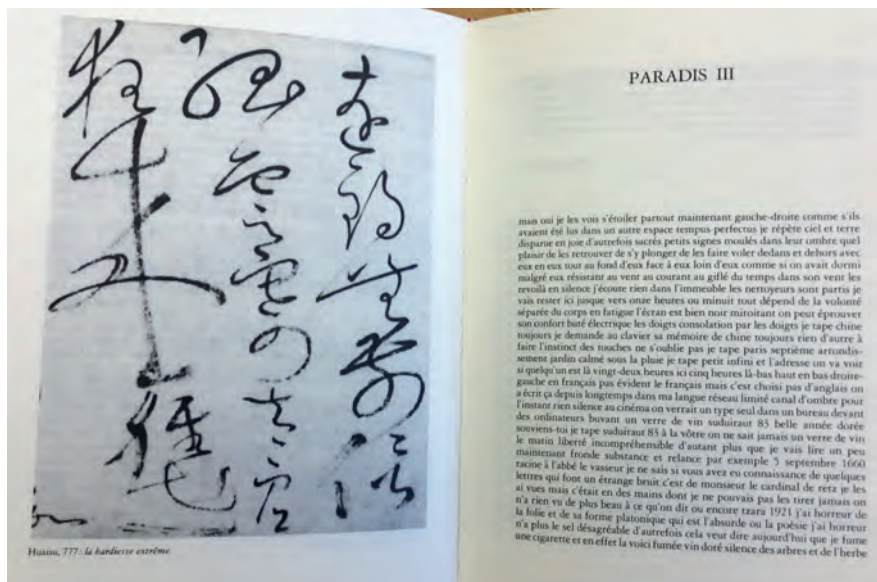 遠錫無前侶
孤雲寄太虛
狂來輕世
Huaisu, 777 : la hardiesse extrême.
PARADIS III
mais oui je les vois s'étoiler partout maintenant gauche-droite comme s'ils
avaient été lus dans un autre espace tempus perfectus je répète ciel et terre
disparue en joie d'autrefois sacrés petits signes moulés dans leur ombre quel
plaisir de les retrouver de s'y plonger de les faire voler dedans et dehors avec
eux en eux tour au fond d'eux face à eux loin d'eux comme si on avait dormi
malgré eux résistant au vent au courant au giflé du temps dans son vent les
revoilà en silence j'écoute rien dans l'immeuble les nettoyeurs sont partis je
vais rester ici jusque vers onze heures ou minuit tout dépend de la volonté
séparée du corps en fatigue l'écran est bien noir miroitant on peut éprouver
son confort buté électrique les doigts consolation par les doigts je tape chine
toujours je demande au clavier sa mémoire de chine toujours rien d'autre à
faire l'instinct des touches ne s'oublie pas je tape paris septième arrondis-
sement jardin calmé sous la pluie je tape petit infini et l'adresse on va voir
si quelqu'un est là vingt-deux heures ici cinq heures là-bas haut en bas droite-
gauche en français pas évident le français mais c'est choisi pas d'anglais on
a écrit ça depuis longtemps dans ma langue réseau limité canal d'ombre pour
l'instant rien silence au cinéma on verrait un type seul dans un bureau devant
des ordinateurs buvant un verre de vin suduiraut 83 belle année dorée
souviens-toi je tape suduiraut 83 à la vôtre on ne sait jamais un verre de vin
le matin liberté incompréhensible d'autant plus que je vais lire un peu
maintenant fronde substance et relance par exemple 5 septembre 1660
racine à l'abbé le vasseur je ne sais si vous avez eu connaissance de quelques
lettres qui font un étrange bruit c'est de monsieur le cardinal de retz je les
ai vues mais c'était en des mains dont je ne pouvais pas les tirer jamais on
n'a rien vu de plus beau à ce qu'on dit ou encore tzara 1921 j'ai horreur de
la folie et de sa forme platonique qui est l'absurde ou la poésie j'ai horreur
n'a plus le sel désagréable d'autrefois cela veut dire aujourd'hui que je fume
une cigarette et en effet la voici fumée vin doré silence des arbres et de l'herbe